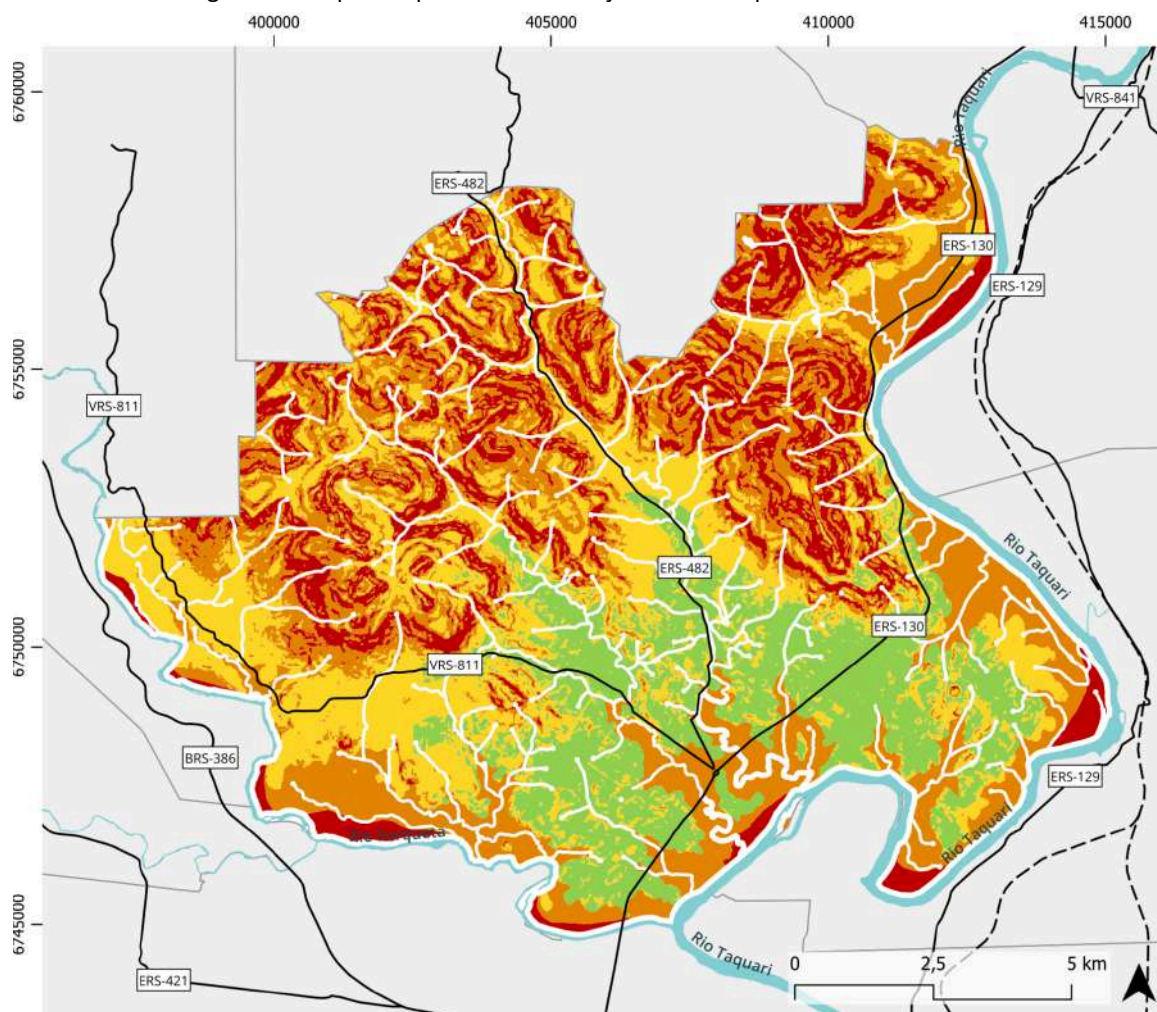 400000
405000
410000
415000
6760000
6755000
6750000
6745000
Rio Taquari
VRS-841
ERS-482
ERS-130
ERS-129
VRS-811
Rio Taquari
ERS-482
ERS-130
VRS-811
BRS-386
ERS-129
Rio Taquari
Rio Taquari
ERS-421
0
2,5
5 km